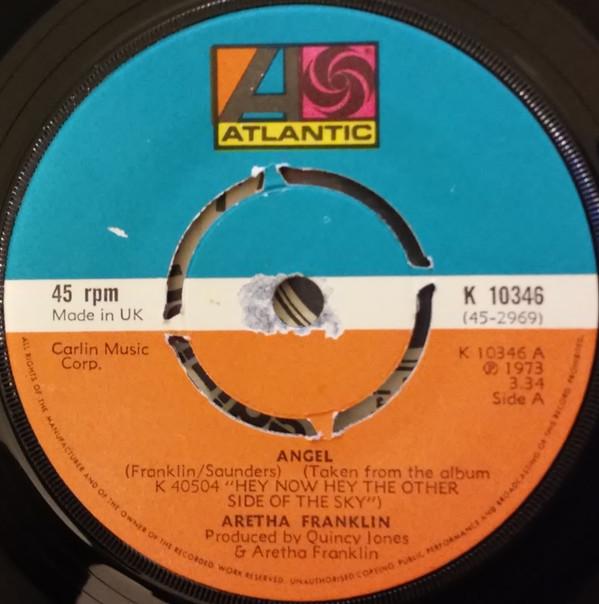 ATLANTIC
45 rpm
Made in UK
K 10346
(45-2969)
Carlin Music
Corp.
K 10346 A
℗ 1973
3.34
Side A
ANGEL
(Franklin/Saunders) (Taken from the album
K 40504 “HEY NOW HEY THE OTHER
SIDE OF THE SKY”)
ARETHA FRANKLIN
Produced by Quincy Jones
& Aretha Franklin
ALL RIGHTS OF THE MANUFACTURER AND OF THE OWNER OF THE RECORDED WORK RESERVED. UNAUTHORISED COPYING, PUBLIC PERFORMANCE AND BROADCASTING OF THIS RECORD PROHIBITED.